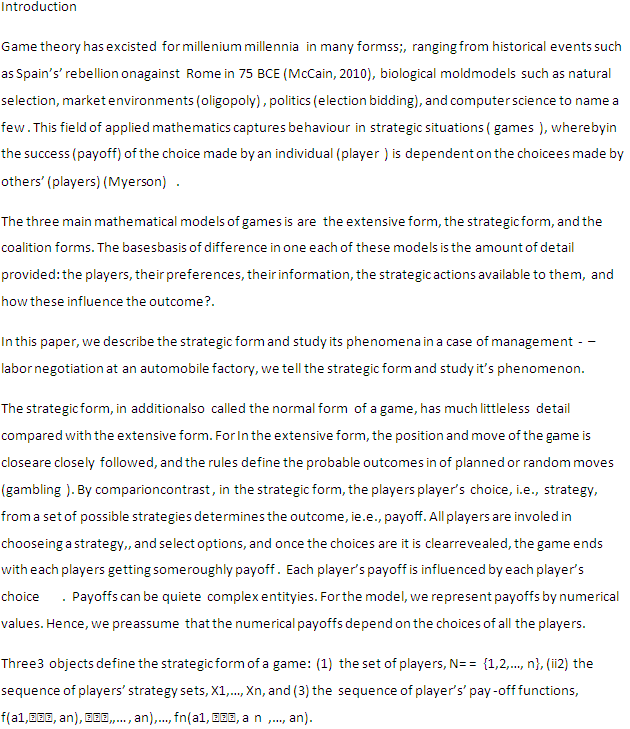 Introduction
Game theory has excisted for millenium millennia in many formss;, ranging from historical events such
as Spain's' rebellion onagainst Rome in 75 BCE (McCain, 2010), biological moldmodels such as natural
selection, market environments (oligopoly) , politics (election bidding), and computer science to name a
few . This field of applied mathematics captures behaviour in strategic situations ( games ), wherebyin
the success (payoff) of the choice made by an individual (player ) is dependent on the choicees made by
others' (players) (Myerson) .
The three main mathematical models of games is are the extensive form, the strategic form, and the
coalition forms. The basesbasis of difference in one each of these models is the amount of detail
provided: the players, their preferences, their information, the strategic actions available to them, and
how these influence the outcome?.
In this paper, we describe the strategic form and study its phenomena in a case of management - –
labor negotiation at an automobile factory, we tell the strategic form and study it's phenomenon.
The strategic form, in additionalso called the normal form of a game, has much littleless detail
compared with the extensive form. ForIn the extensive form, the position and move of the game is
closeare closely followed, and the rules define the probable outcomes in of planned or random moves
(gambling ). By comparioncontrast , in the strategic form, the players player's choice, i.e., strategy,
from a set of possible strategies determines the outcome, ie.e., payoff. All players are involed in
chooseing a strategy,, and select options, and once the choices are it is clearrevealed, the game ends
with each players getting someroughly payoff . Each player's payoff is influenced by each player's
choice . Payoffs can be quiete complex entityies. For the model, we represent payoffs by numerical
values. Hence, we preassume that the numerical payoffs depend on the choices of all the players.
Three3 objects define the strategic form of a game: (1) the set of players, N= = {1,2,..., n}, (ii2) the
sequence of players' strategy sets, X1,..., Xn, and (3) the sequence of player's' pay -off functions,
f(a1, , an), ,,... , an),..., fn(a1, , a n ,..., an).